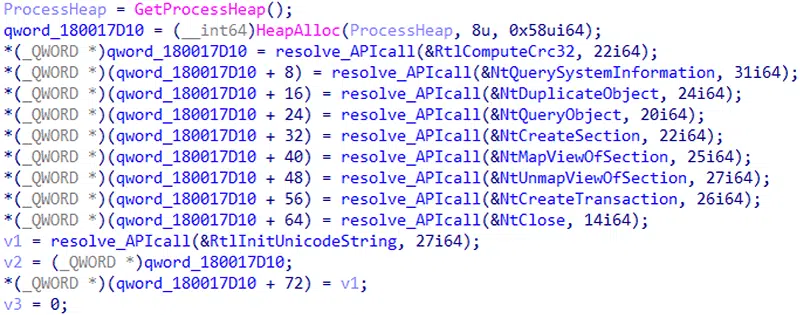 ProcessHeap = GetProcessHeap();
qword_180017D10 = (__int64)HeapAlloc(ProcessHeap, 8u, 0x58ui64);
*(_QWORD *)qword_180017D10 = resolve_APIcall(&RtlComputeCrc32, 22i64);
*(_QWORD *)(qword_180017D10 + 8) = resolve_APIcall(&NtQuerySystemInformation, 31i64);
*(_QWORD *)(qword_180017D10 + 16) = resolve_APIcall(&NtDuplicateObject, 24i64);
*(_QWORD *)(qword_180017D10 + 24) = resolve_APIcall(&NtQueryObject, 20i64);
*(_QWORD *)(qword_180017D10 + 32) = resolve_APIcall(&NtCreateSection, 22i64);
*(_QWORD *)(qword_180017D10 + 40) = resolve_APIcall(&NtMapViewOfSection, 25i64);
*(_QWORD *)(qword_180017D10 + 48) = resolve_APIcall(&NtUnmapViewOfSection, 27i64);
*(_QWORD *)(qword_180017D10 + 56) = resolve_APIcall(&NtCreateTransaction, 26i64);
*(_QWORD *)(qword_180017D10 + 64) = resolve_APIcall(&NtClose, 14i64);
v1 = resolve_APIcall(&RtlInitUnicodeString, 27i64);
v2 = (_QWORD *)qword_180017D10;
*(_QWORD *)(qword_180017D10 + 72) = v1;
v3 = 0;